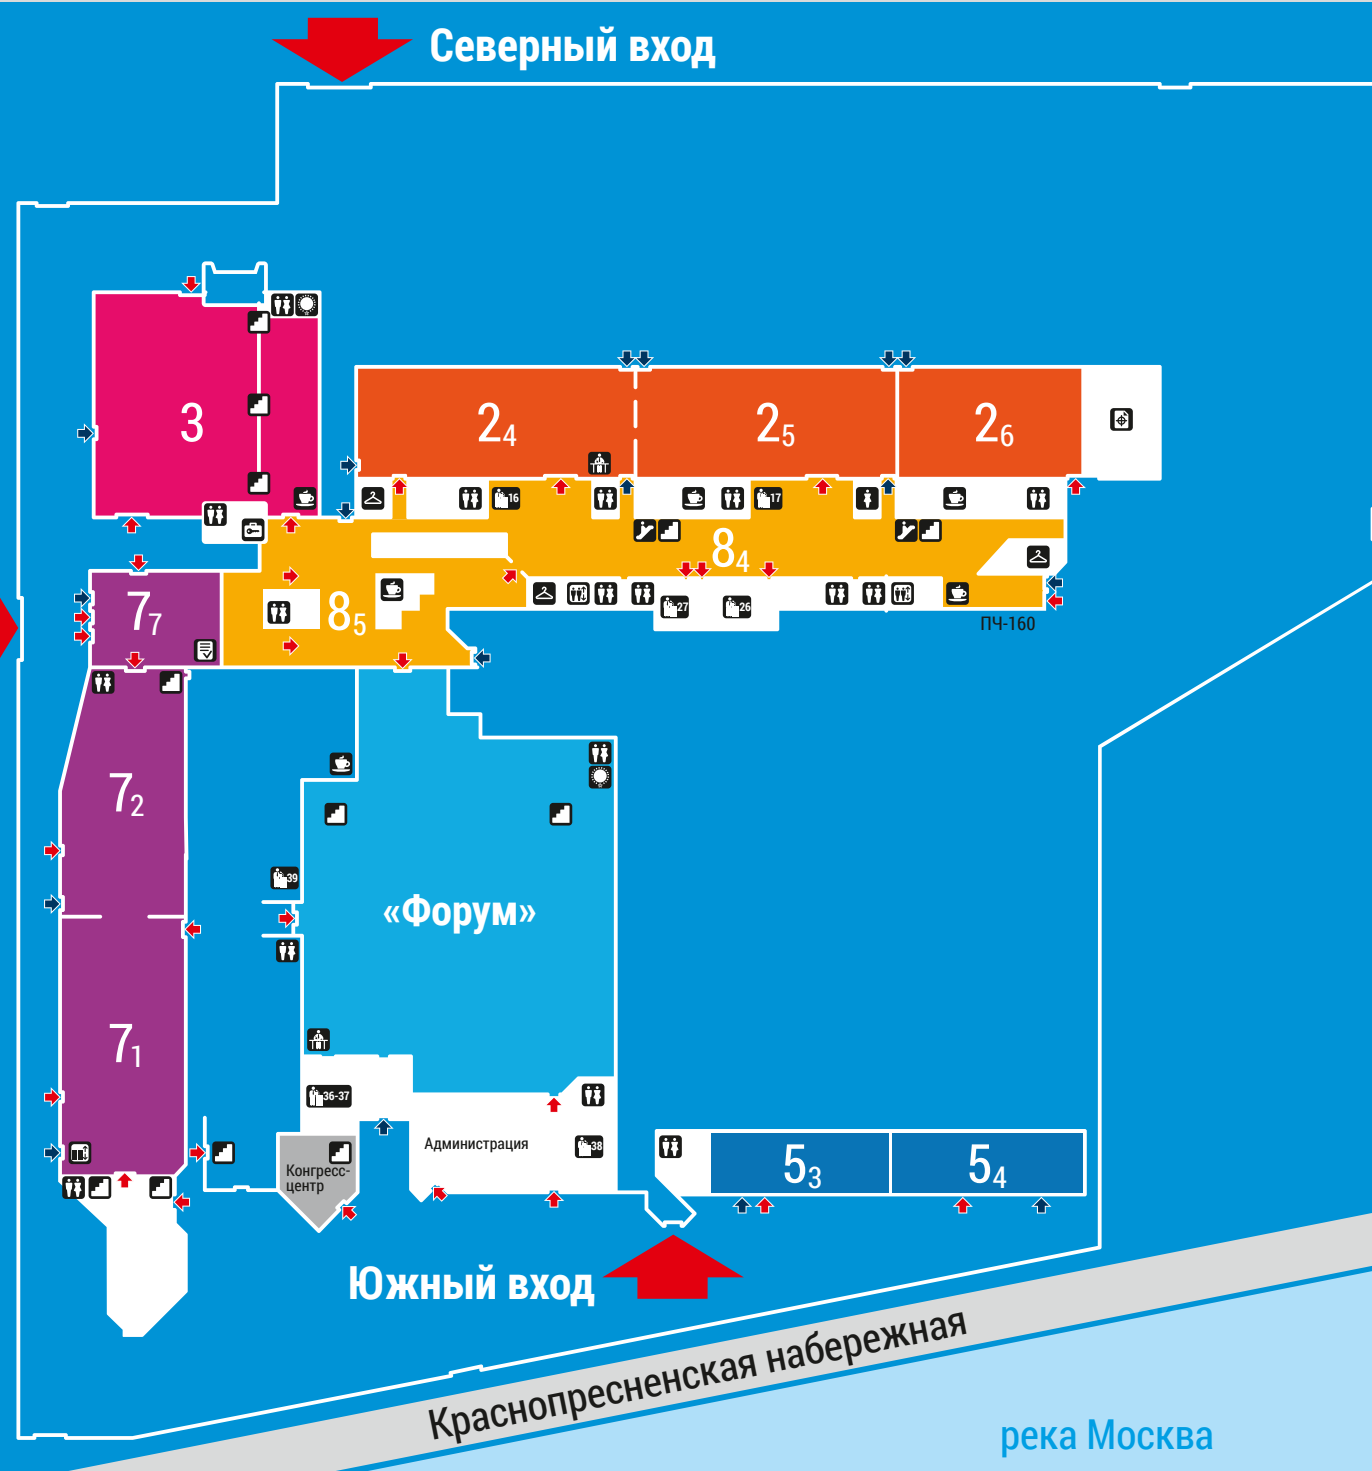 Северный вход
3
2₄
2₅
2₆
16
17
8₄
7₇
8₅
27
26
ПЧ-160
7₂
39
«Форум»
7₁
36-37
Администрация
38
Конгресс-
центр
5₃
5₄
Южный вход
Краснопресненская набережная
река Москва